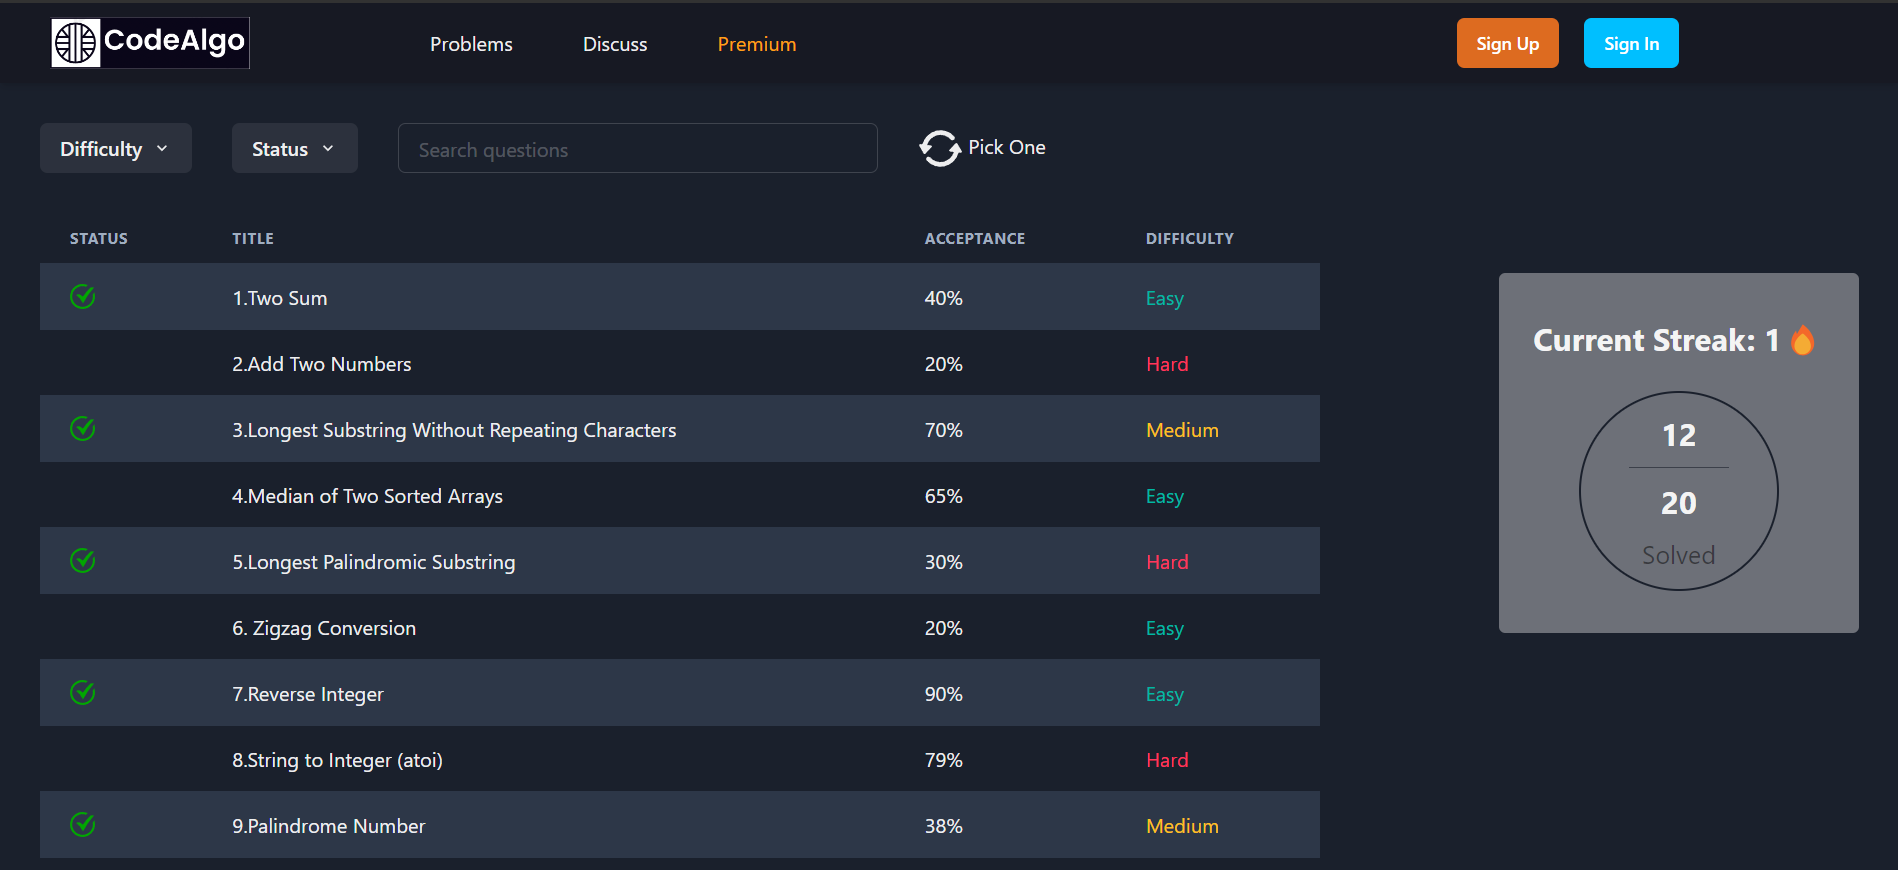 CodeAlgo
Problems
Discuss
Premium
Sign Up
Sign In
Difficulty
Status
Search questions
Pick One
STATUS TITLE ACCEPTANCE DIFFICULTY
1.Two Sum 40% Easy
2.Add Two Numbers 20% Hard
3.Longest Substring Without Repeating Characters 70% Medium
4.Median of Two Sorted Arrays 65% Easy
5.Longest Palindromic Substring 30% Hard
6. Zigzag Conversion 20% Easy
7.Reverse Integer 90% Easy
8.String to Integer (atoi) 79% Hard
9.Palindrome Number 38% Medium
Current Streak: 1
12
20
Solved